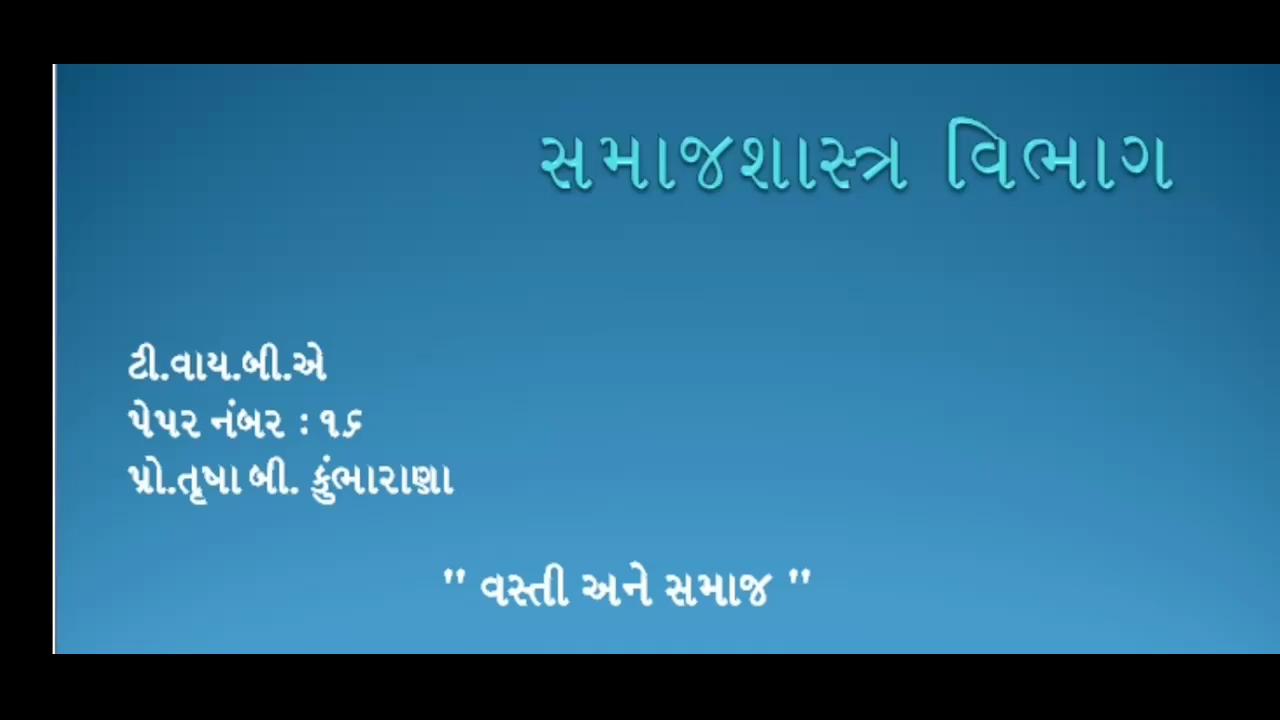 સમાજશાસ્ત્ર વિભાગ
ટી.વાય.બી.એ
પેપર નંબર : ૧૬
પ્રો.તૃષા બી. કુંભારાણા
" વસ્તી અને સમાજ "